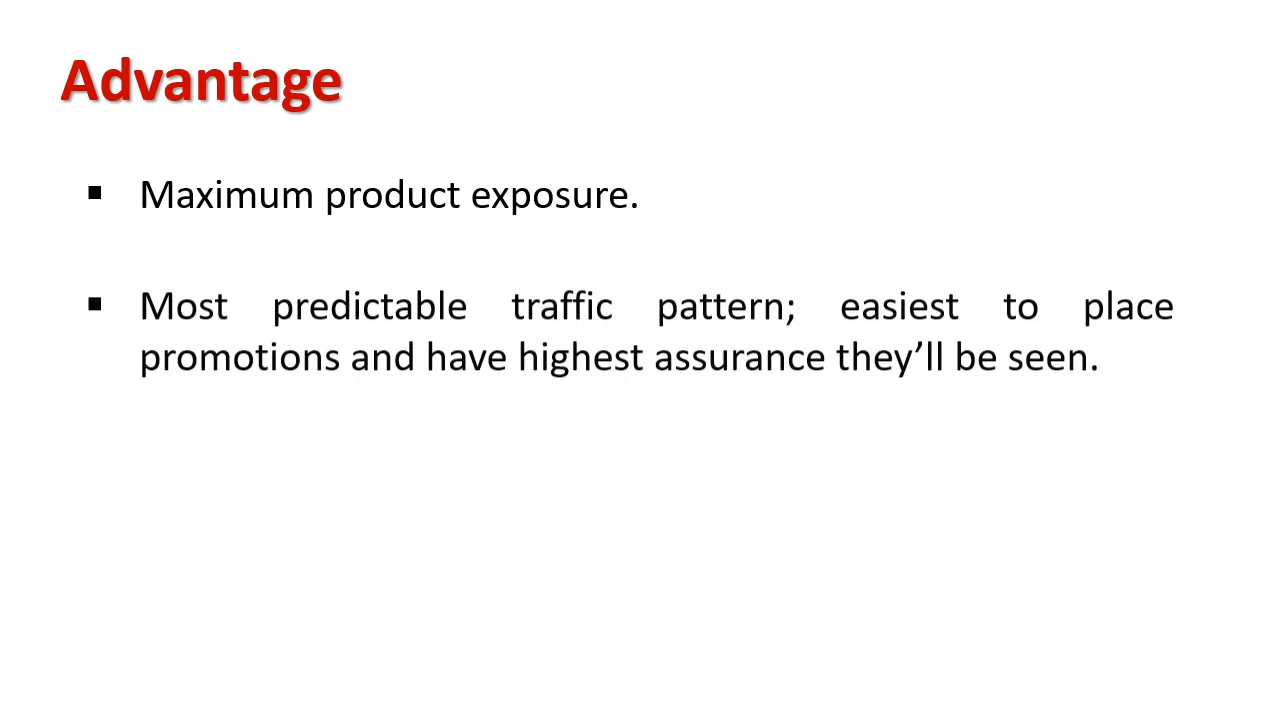 Advantage
▪ Maximum product exposure.
▪ Most predictable traffic pattern; easiest to place
promotions and have highest assurance they’ll be seen.